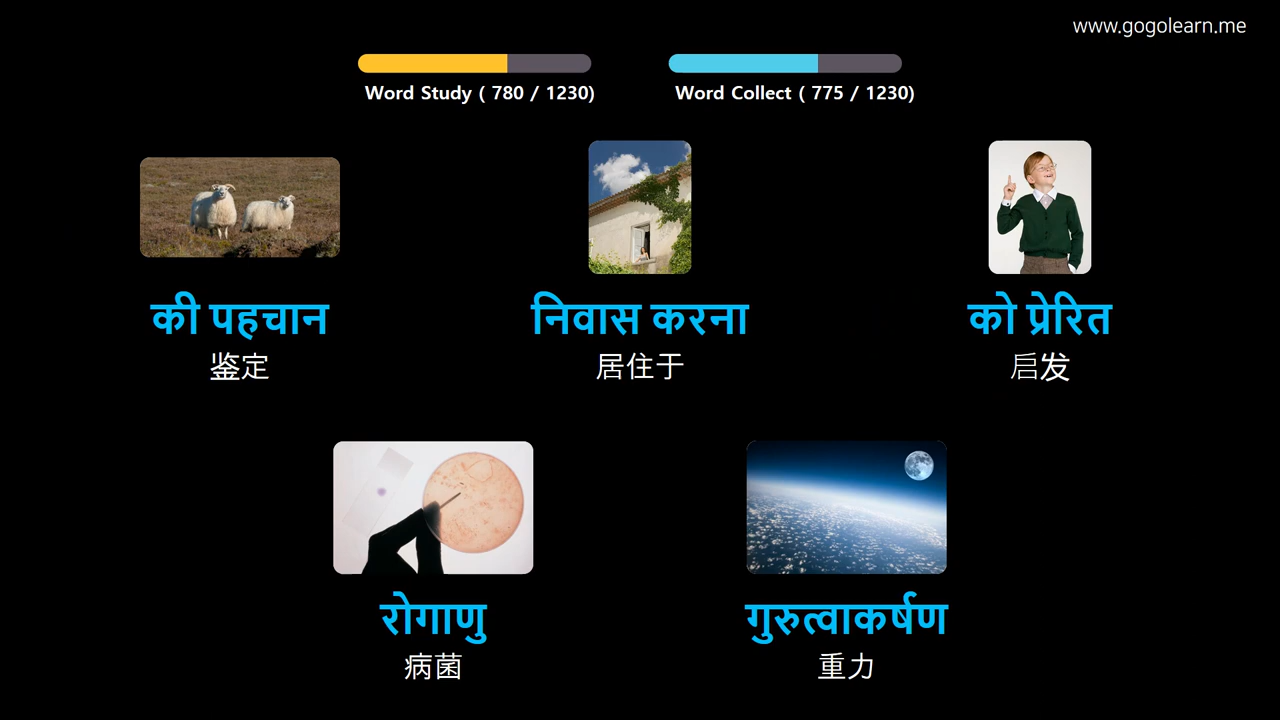 www.gogolearn.me
Word Study ( 780 / 1230)
Word Collect ( 775 / 1230)
की पहचान
鉴定
निवास करना
居住于
को प्रेरित
启发
रोगाणु
病菌
गुरुत्वाकर्षण
重力